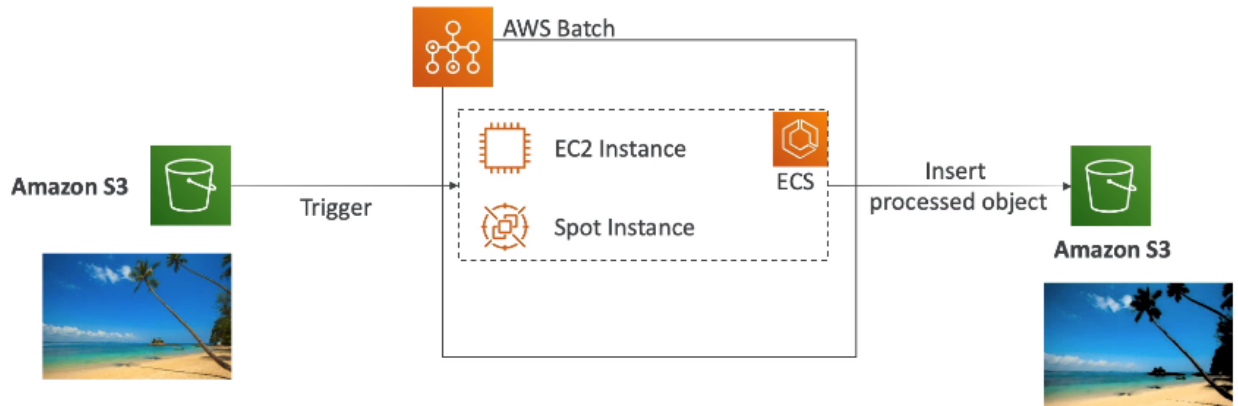 AWS Batch
EC2 Instance
ECS
Spot Instance
Amazon S3
Trigger
Insert
processed object
Amazon S3